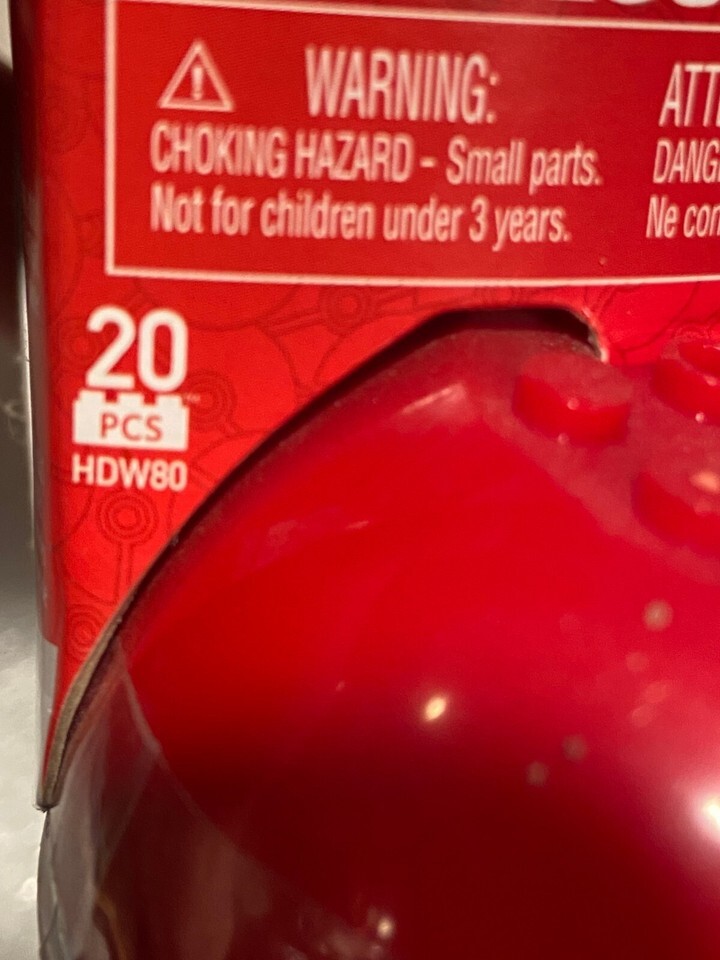 WARNING:
CHOKING HAZARD - Small parts.
Not for children under 3 years.
20
PCS
HDW80